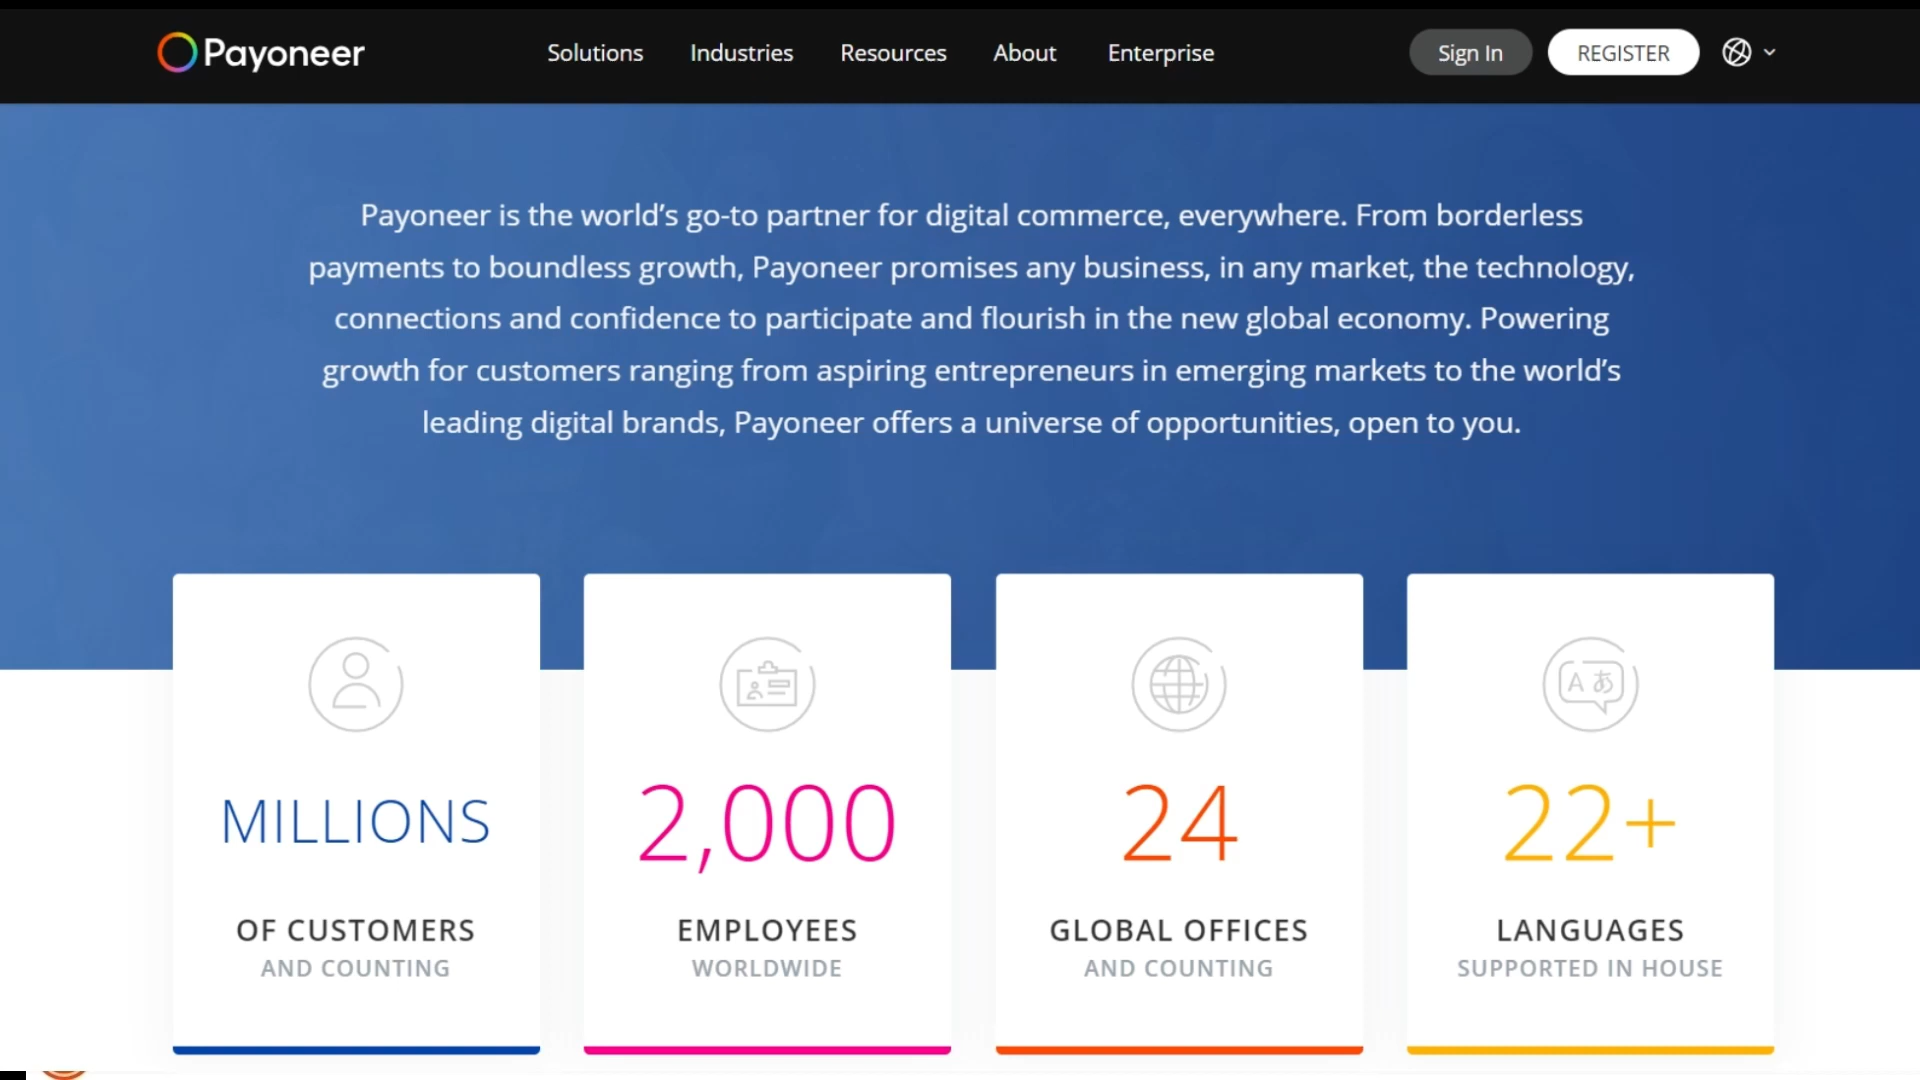 Payoneer
Solutions Industries Resources About Enterprise
Sign In REGISTER
Payoneer is the world’s go-to partner for digital commerce, everywhere. From borderless
payments to boundless growth, Payoneer promises any business, in any market, the technology,
connections and confidence to participate and flourish in the new global economy. Powering
growth for customers ranging from aspiring entrepreneurs in emerging markets to the world’s
leading digital brands, Payoneer offers a universe of opportunities, open to you.
MILLIONS
OF CUSTOMERS
AND COUNTING
2,000
EMPLOYEES
WORLDWIDE
24
GLOBAL OFFICES
AND COUNTING
A あ
22+
LANGUAGES
SUPPORTED IN HOUSE